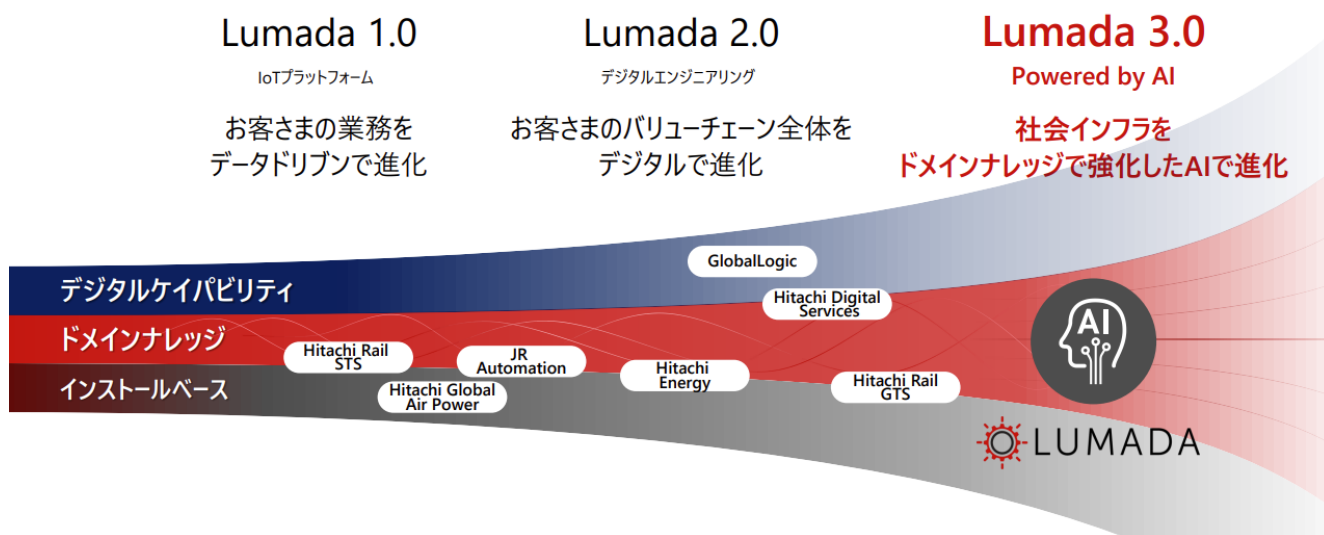 Lumada 1.0
IoTプラットフォーム
お客さまの業務を
データドリブンで進化
Lumada 2.0
デジタルエンジニアリング
お客さまのバリューチェーン全体を
デジタルで進化
Lumada 3.0
Powered by AI
社会インフラを
ドメインナレッジで強化したAIで進化
デジタルケイパビリティ
ドメインナレッジ
インストールベース
GlobalLogic
Hitachi Digital
Services
Hitachi Rail
STS
JR
Automation
Hitachi
Energy
Hitachi Global
Air Power
Hitachi Rail
GTS
AI
LUMADA